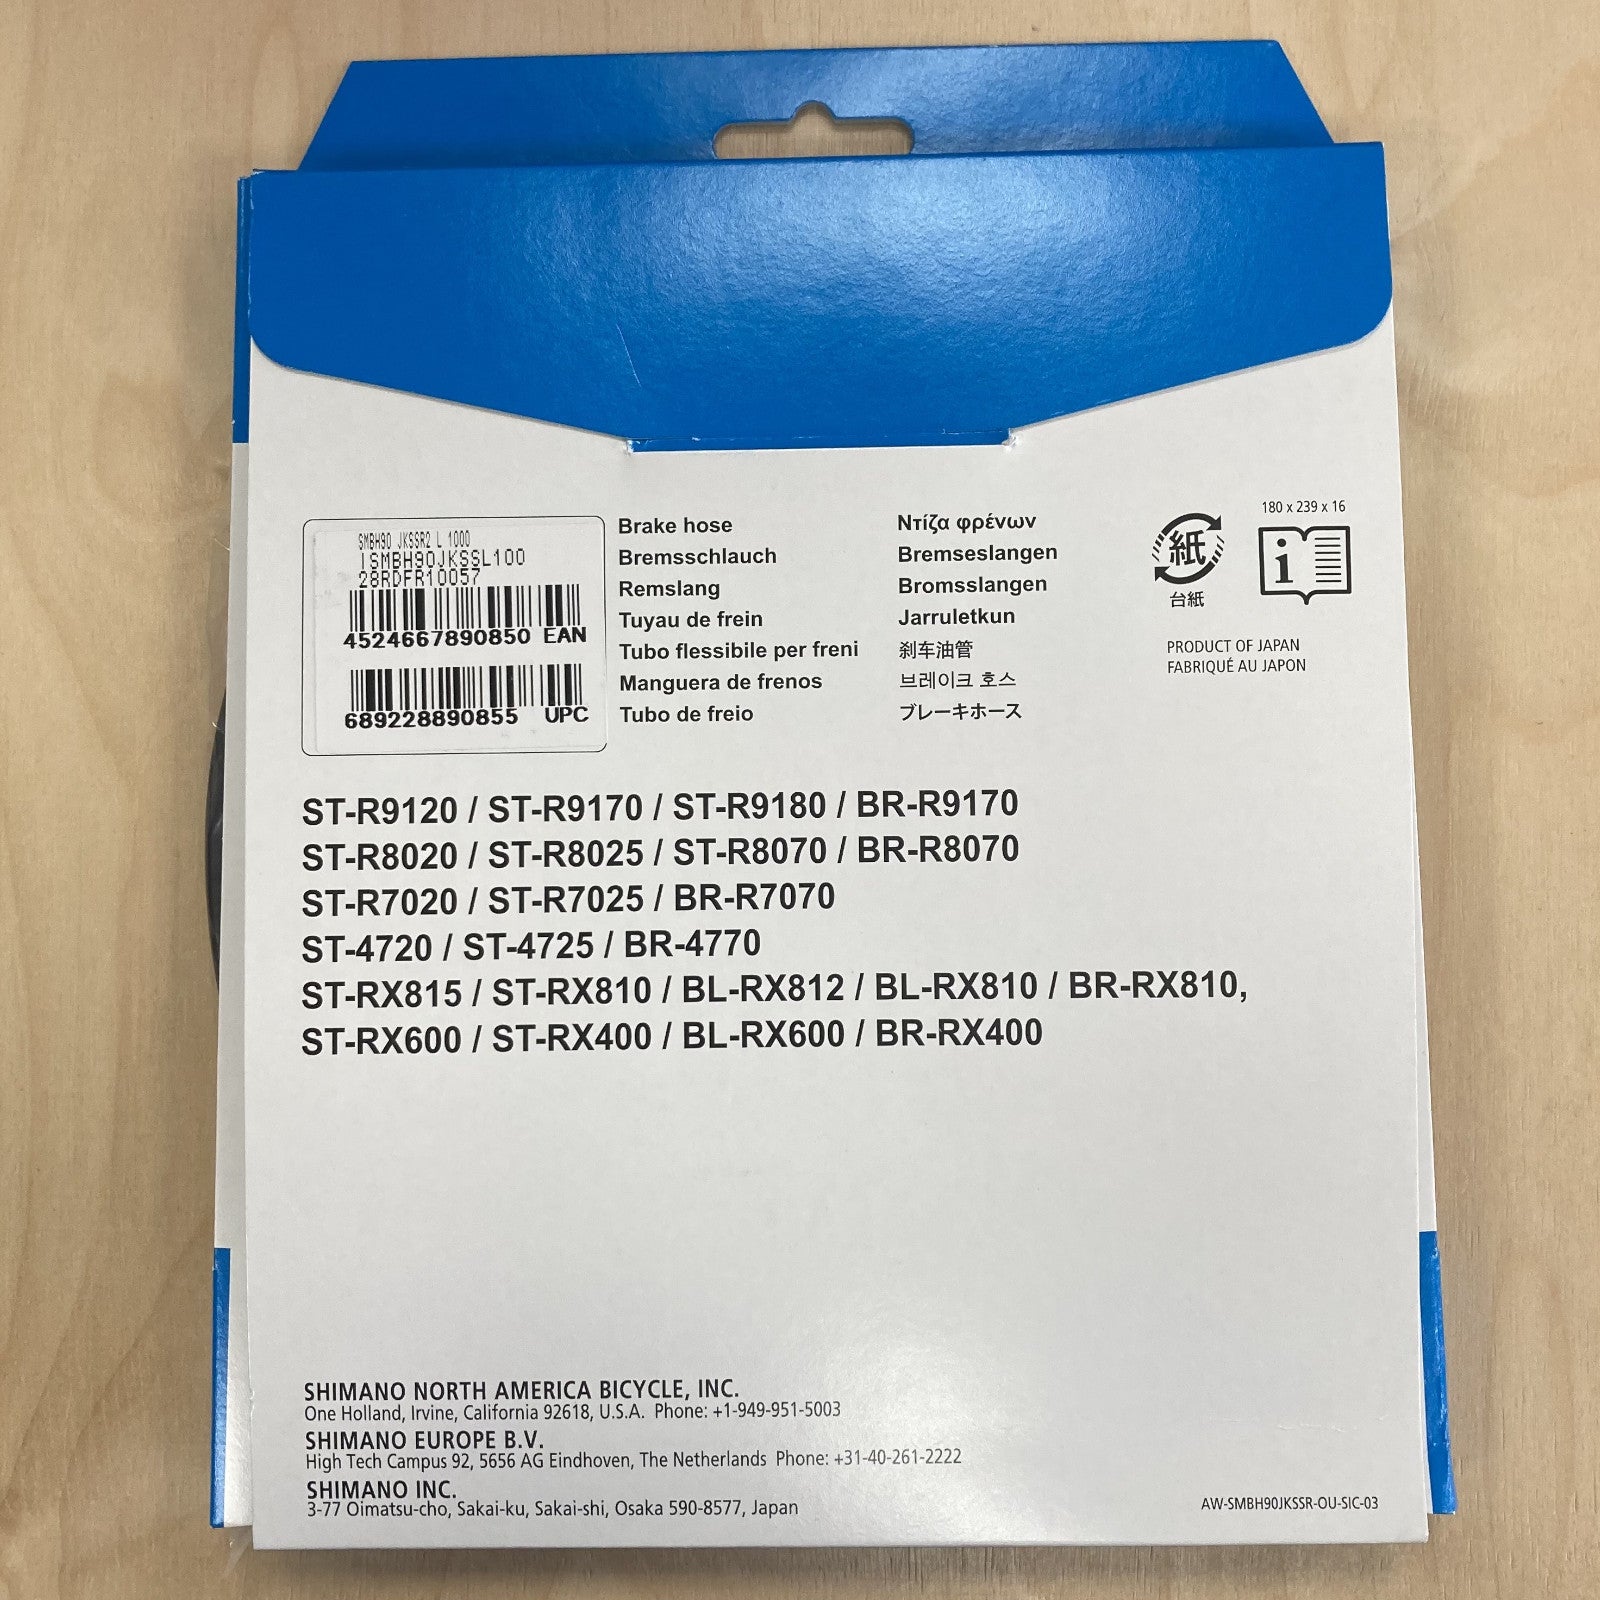 SMBH90 JKSSR2 L 1000
ISMBH90JKSSL100
28RDFR10057
4524667890850 EAN
689228890855 UPC
Brake hose
Bremsschlauch
Remslang
Tuyau de frein
Tubo flessibile per freni
Manguera de frenos
Tubo de freio
Ντίζα φρένων
Bremseslangen
Bromsslangen
Jarruletkun
刹车油管
브레이크 호스
ブレーキホース
紙
台紙
180 x 239 x 16
i
PRODUCT OF JAPAN
FABRIQUÉ AU JAPON
ST-R9120 / ST-R9170 / ST-R9180 / BR-R9170
ST-R8020 / ST-R8025 / ST-R8070 / BR-R8070
ST-R7020 / ST-R7025 / BR-R7070
ST-4720 / ST-4725 / BR-4770
ST-RX815 / ST-RX810 / BL-RX812 / BL-RX810 / BR-RX810,
ST-RX600 / ST-RX400 / BL-RX600 / BR-RX400
SHIMANO NORTH AMERICA BICYCLE, INC.
One Holland, Irvine, California 92618, U.S.A. Phone: +1-949-951-5003
SHIMANO EUROPE B.V.
High Tech Campus 92, 5656 AG Eindhoven, The Netherlands Phone: +31-40-261-2222
SHIMANO INC.
3-77 Oimatsu-cho, Sakai-ku, Sakai-shi, Osaka 590-8577, Japan
AW-SMBH90JKSSR-OU-SIC-03